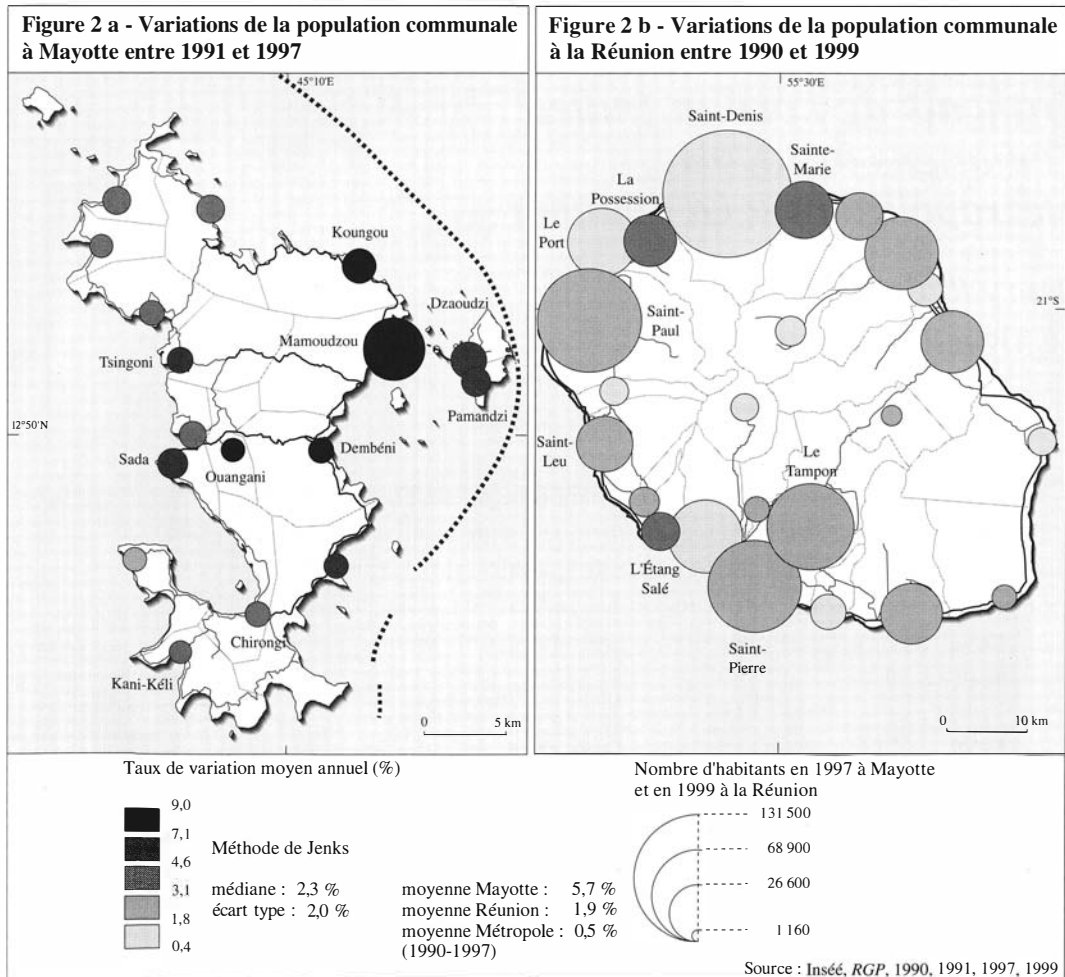 Figure 2 a - Variations de la population communale
à Mayotte entre 1991 et 1997
45°10'E
Koungou
Dzaoudzi
Mamoudzou
Tsingoni
Pamandzi
12°50'N
Dembéni
Sada
Ouangani
Chirongi
Kani-Kéli
0 5 km
Figure 2 b - Variations de la population communale
à la Réunion entre 1990 et 1999
55°30'E
Saint-Denis
Sainte-
Marie
La
Possession
Le
Port
21°S
Saint-
Paul
Saint-
Leu
Le
Tampon
L'Étang
Salé
Saint-
Pierre
0 10 km
Taux de variation moyen annuel (%)
9,0
7,1
4,6
3,1
1,8
0,4
Méthode de Jenks
médiane : 2,3 %
écart type : 2,0 %
moyenne Mayotte : 5,7 %
moyenne Réunion : 1,9 %
moyenne Métropole : 0,5 %
(1990-1997)
Nombre d'habitants en 1997 à Mayotte
et en 1999 à la Réunion
131 500
68 900
26 600
1 160
Source : Inséé, RGP, 1990, 1991, 1997, 1999